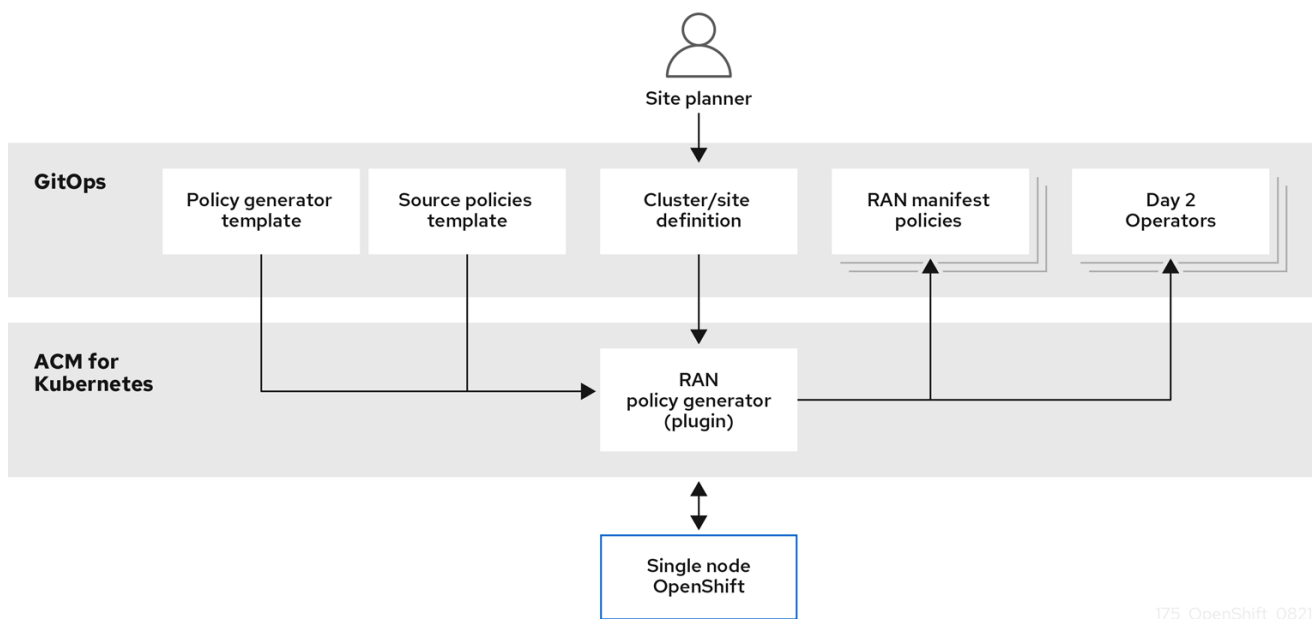 Site planner
GitOps
Policy generator
template
Source policies
template
Cluster/site
definition
RAN manifest
policies
Day 2
Operators
ACM for
Kubernetes
RAN
policy generator
(plugin)
Single node
OpenShift
175_OpenShift_0821